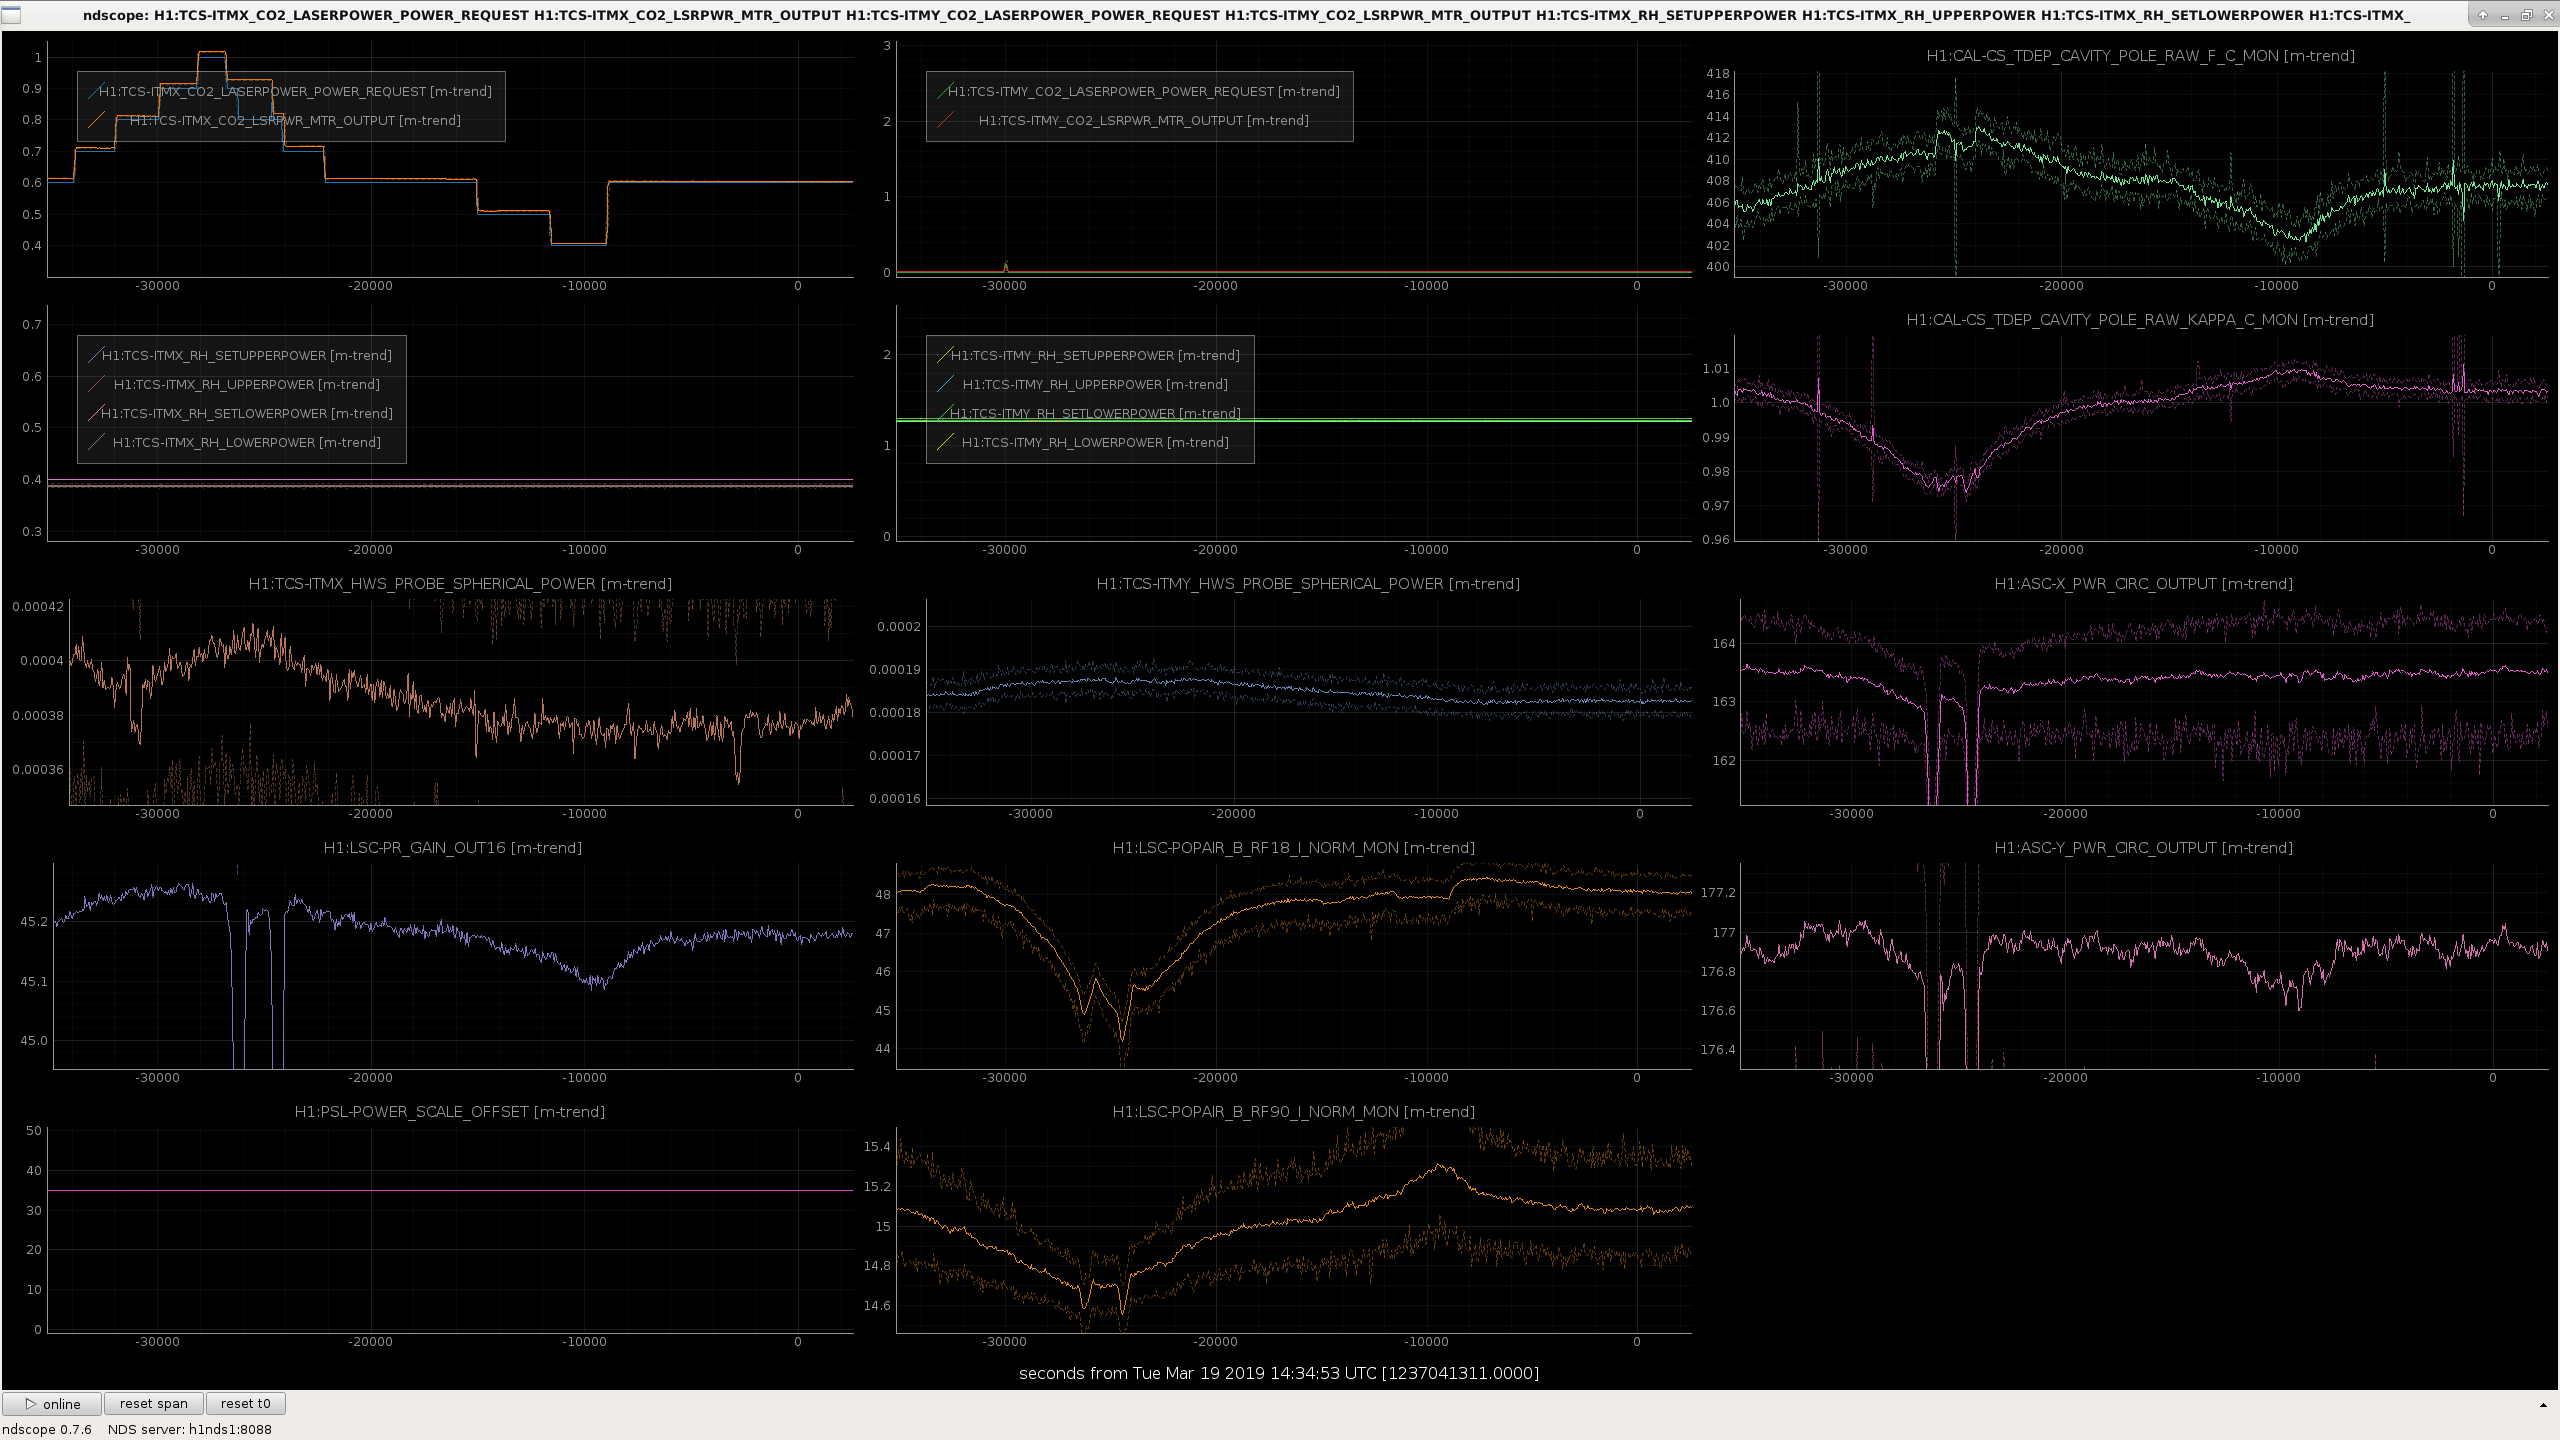 ndscope: H1:TCS-ITMX_CO2_LASERPOWER_POWER_REQUEST H1:TCS-ITMX_CO2_LSRPWR_MTR_OUTPUT H1:TCS-ITMY_CO2_LASERPOWER_POWER_REQUEST H1:TCS-ITMY_CO2_LSRPWR_MTR_OUTPUT H1:TCS-ITMX_RH_SETUPPERPOWER H1:TCS-ITMX_RH_UPPERPOWER H1:TCS-ITMX_RH_SETLOWERPOWER H1:TCS-ITMX_
H1:TCS-ITMX_CO2_LASERPOWER_POWER_REQUEST [m-trend]
H1:TCS-ITMX_CO2_LSRPWR_MTR_OUTPUT [m-trend]
1
0.9
0.8
0.7
0.6
0.5
0.4
-30000 -20000 -10000 0
H1:TCS-ITMY_CO2_LASERPOWER_POWER_REQUEST [m-trend]
H1:TCS-ITMY_CO2_LSRPWR_MTR_OUTPUT [m-trend]
3
2
1
0
-30000 -20000 -10000 0
H1:CAL-CS_TDEP_CAVITY_POLE_RAW_F_C_MON [m-trend]
418
416
414
412
410
408
406
404
402
400
-30000 -20000 -10000 0
H1:TCS-ITMX_RH_SETUPPERPOWER [m-trend]
H1:TCS-ITMX_RH_UPPERPOWER [m-trend]
H1:TCS-ITMX_RH_SETLOWERPOWER [m-trend]
H1:TCS-ITMX_RH_LOWERPOWER [m-trend]
0.7
0.6
0.5
0.4
0.3
-30000 -20000 -10000 0
H1:TCS-ITMY_RH_SETUPPERPOWER [m-trend]
H1:TCS-ITMY_RH_UPPERPOWER [m-trend]
H1:TCS-ITMY_RH_SETLOWERPOWER [m-trend]
H1:TCS-ITMY_RH_LOWERPOWER [m-trend]
2
1
0
-30000 -20000 -10000 0
H1:CAL-CS_TDEP_CAVITY_POLE_RAW_KAPPA_C_MON [m-trend]
1.01
1.0
0.99
0.98
0.97
0.96
-30000 -20000 -10000 0
H1:TCS-ITMX_HWS_PROBE_SPHERICAL_POWER [m-trend]
0.00042
0.0004
0.00038
0.00036
-30000 -20000 -10000 0
H1:TCS-ITMY_HWS_PROBE_SPHERICAL_POWER [m-trend]
0.0002
0.00019
0.00018
0.00017
0.00016
-30000 -20000 -10000 0
H1:ASC-X_PWR_CIRC_OUTPUT [m-trend]
164
163
162
-30000 -20000 -10000 0
H1:LSC-PR_GAIN_OUT16 [m-trend]
45.2
45.1
45.0
-30000 -20000 -10000 0
H1:LSC-POPAIR_B_RF18_I_NORM_MON [m-trend]
48
47
46
45
44
-30000 -20000 -10000 0
H1:ASC-Y_PWR_CIRC_OUTPUT [m-trend]
177.2
177
176.8
176.6
176.4
-30000 -20000 -10000 0
H1:PSL-POWER_SCALE_OFFSET [m-trend]
50
40
30
20
10
0
-30000 -20000 -10000 0
H1:LSC-POPAIR_B_RF90_I_NORM_MON [m-trend]
15.4
15.2
15
14.8
14.6
-30000 -20000 -10000 0
seconds from Tue Mar 19 2019 14:34:53 UTC [1237041311.0000]
online reset span reset t0
ndscope 0.7.6 NDS server: h1nds1:8088